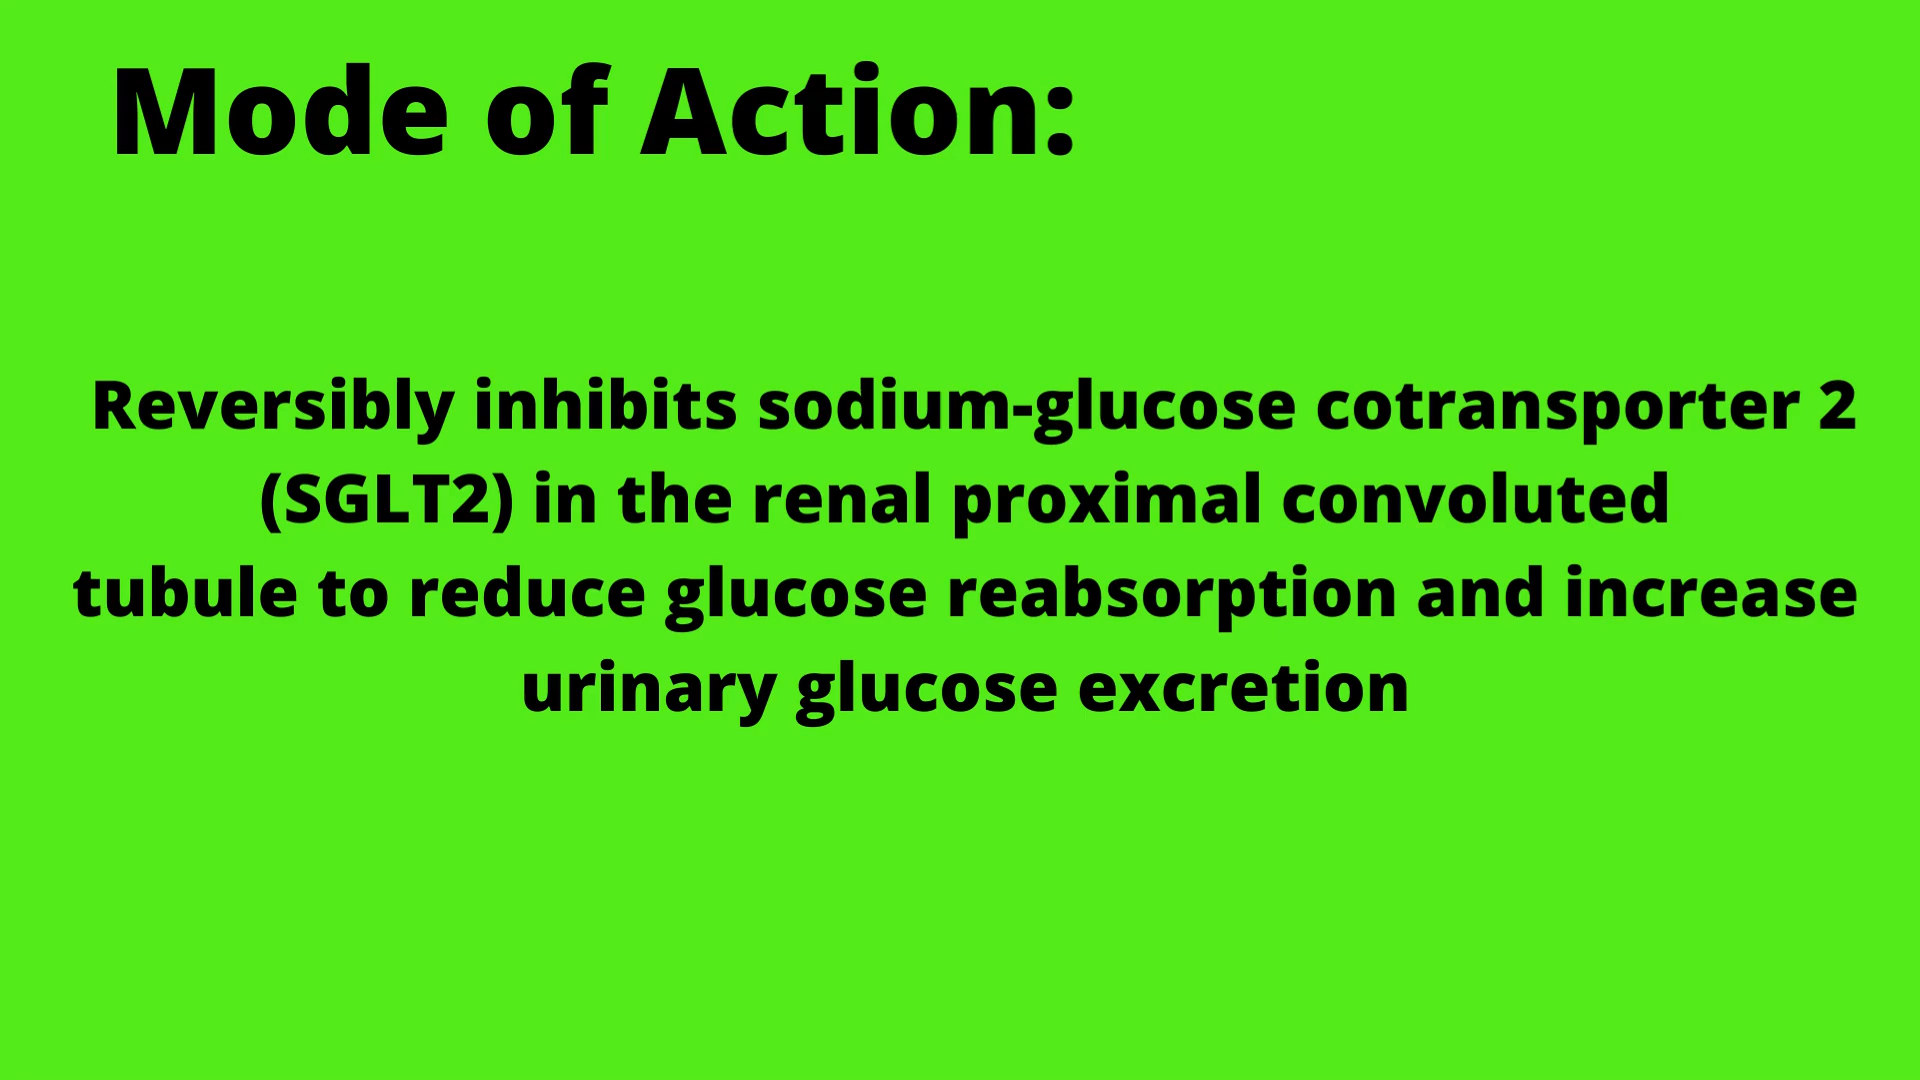 Mode of Action:
Reversibly inhibits sodium-glucose cotransporter 2
(SGLT2) in the renal proximal convoluted
tubule to reduce glucose reabsorption and increase
urinary glucose excretion